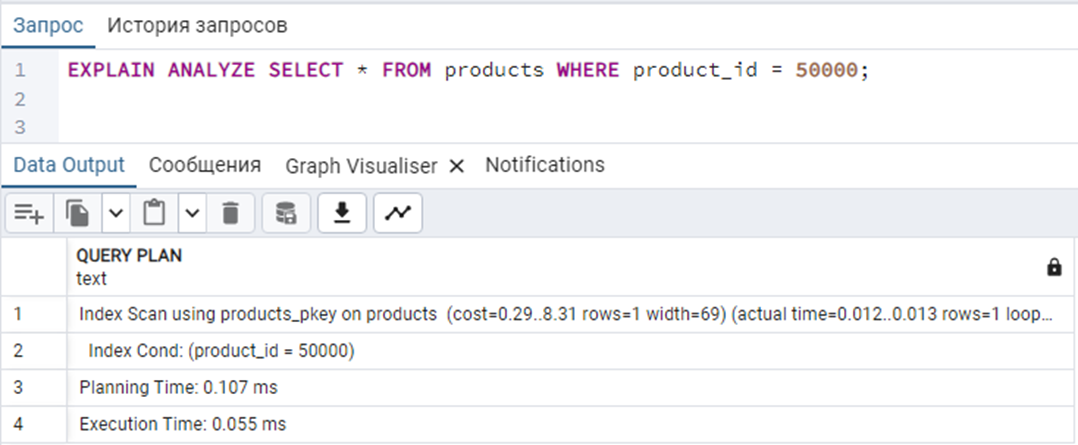 Запрос История запросов
1 EXPLAIN ANALYZE SELECT * FROM products WHERE product_id = 50000;
2
3
Data Output Сообщения Graph Visualiser × Notifications
QUERY PLAN
text
1 Index Scan using products_pkey on products (cost=0.29..8.31 rows=1 width=69) (actual time=0.012..0.013 rows=1 loop...
2 Index Cond: (product_id = 50000)
3 Planning Time: 0.107 ms
4 Execution Time: 0.055 ms